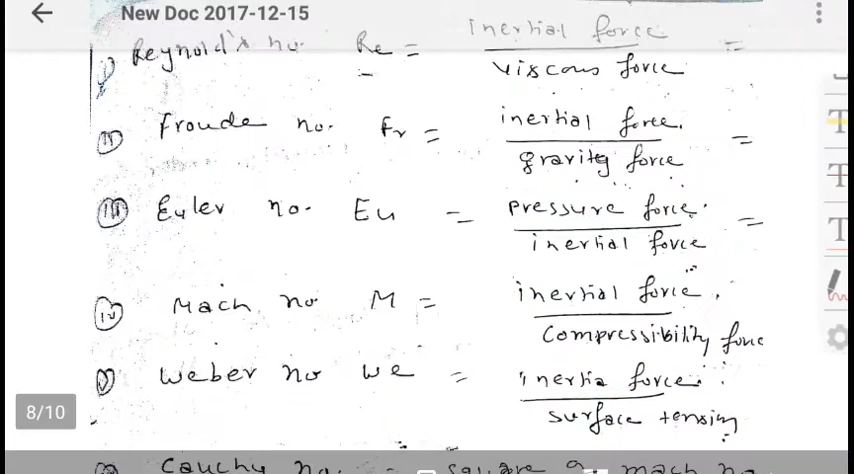 New Doc 2017-12-15
i) Reynold's no. Re = inertial force / viscous force =
ii) Froude no. Fr = inertial force. / gravity force =
iii) Euler no. Eu = pressure force. / inertial force =
iv) Mach no. M = inertial force. / compressibility force
v) Weber no We = inertia force. / surface tension
8/10
Cauchy no. = square of mach no